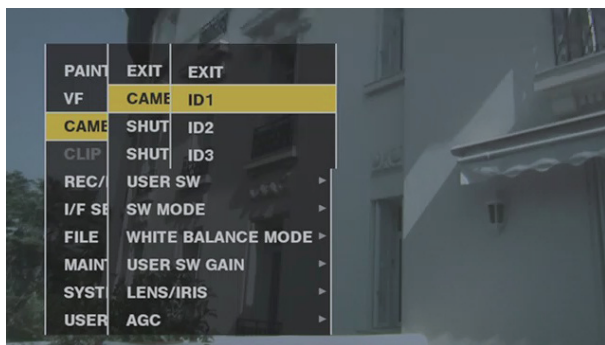 PAINT EXIT EXIT
VF CAME ID1
CAME SHUT ID2
CLIP SHUT ID3
REC/ USER SW
I/F SE SW MODE
FILE WHITE BALANCE MODE
MAINT USER SW GAIN
SYSTE LENS/IRIS
USER AGC